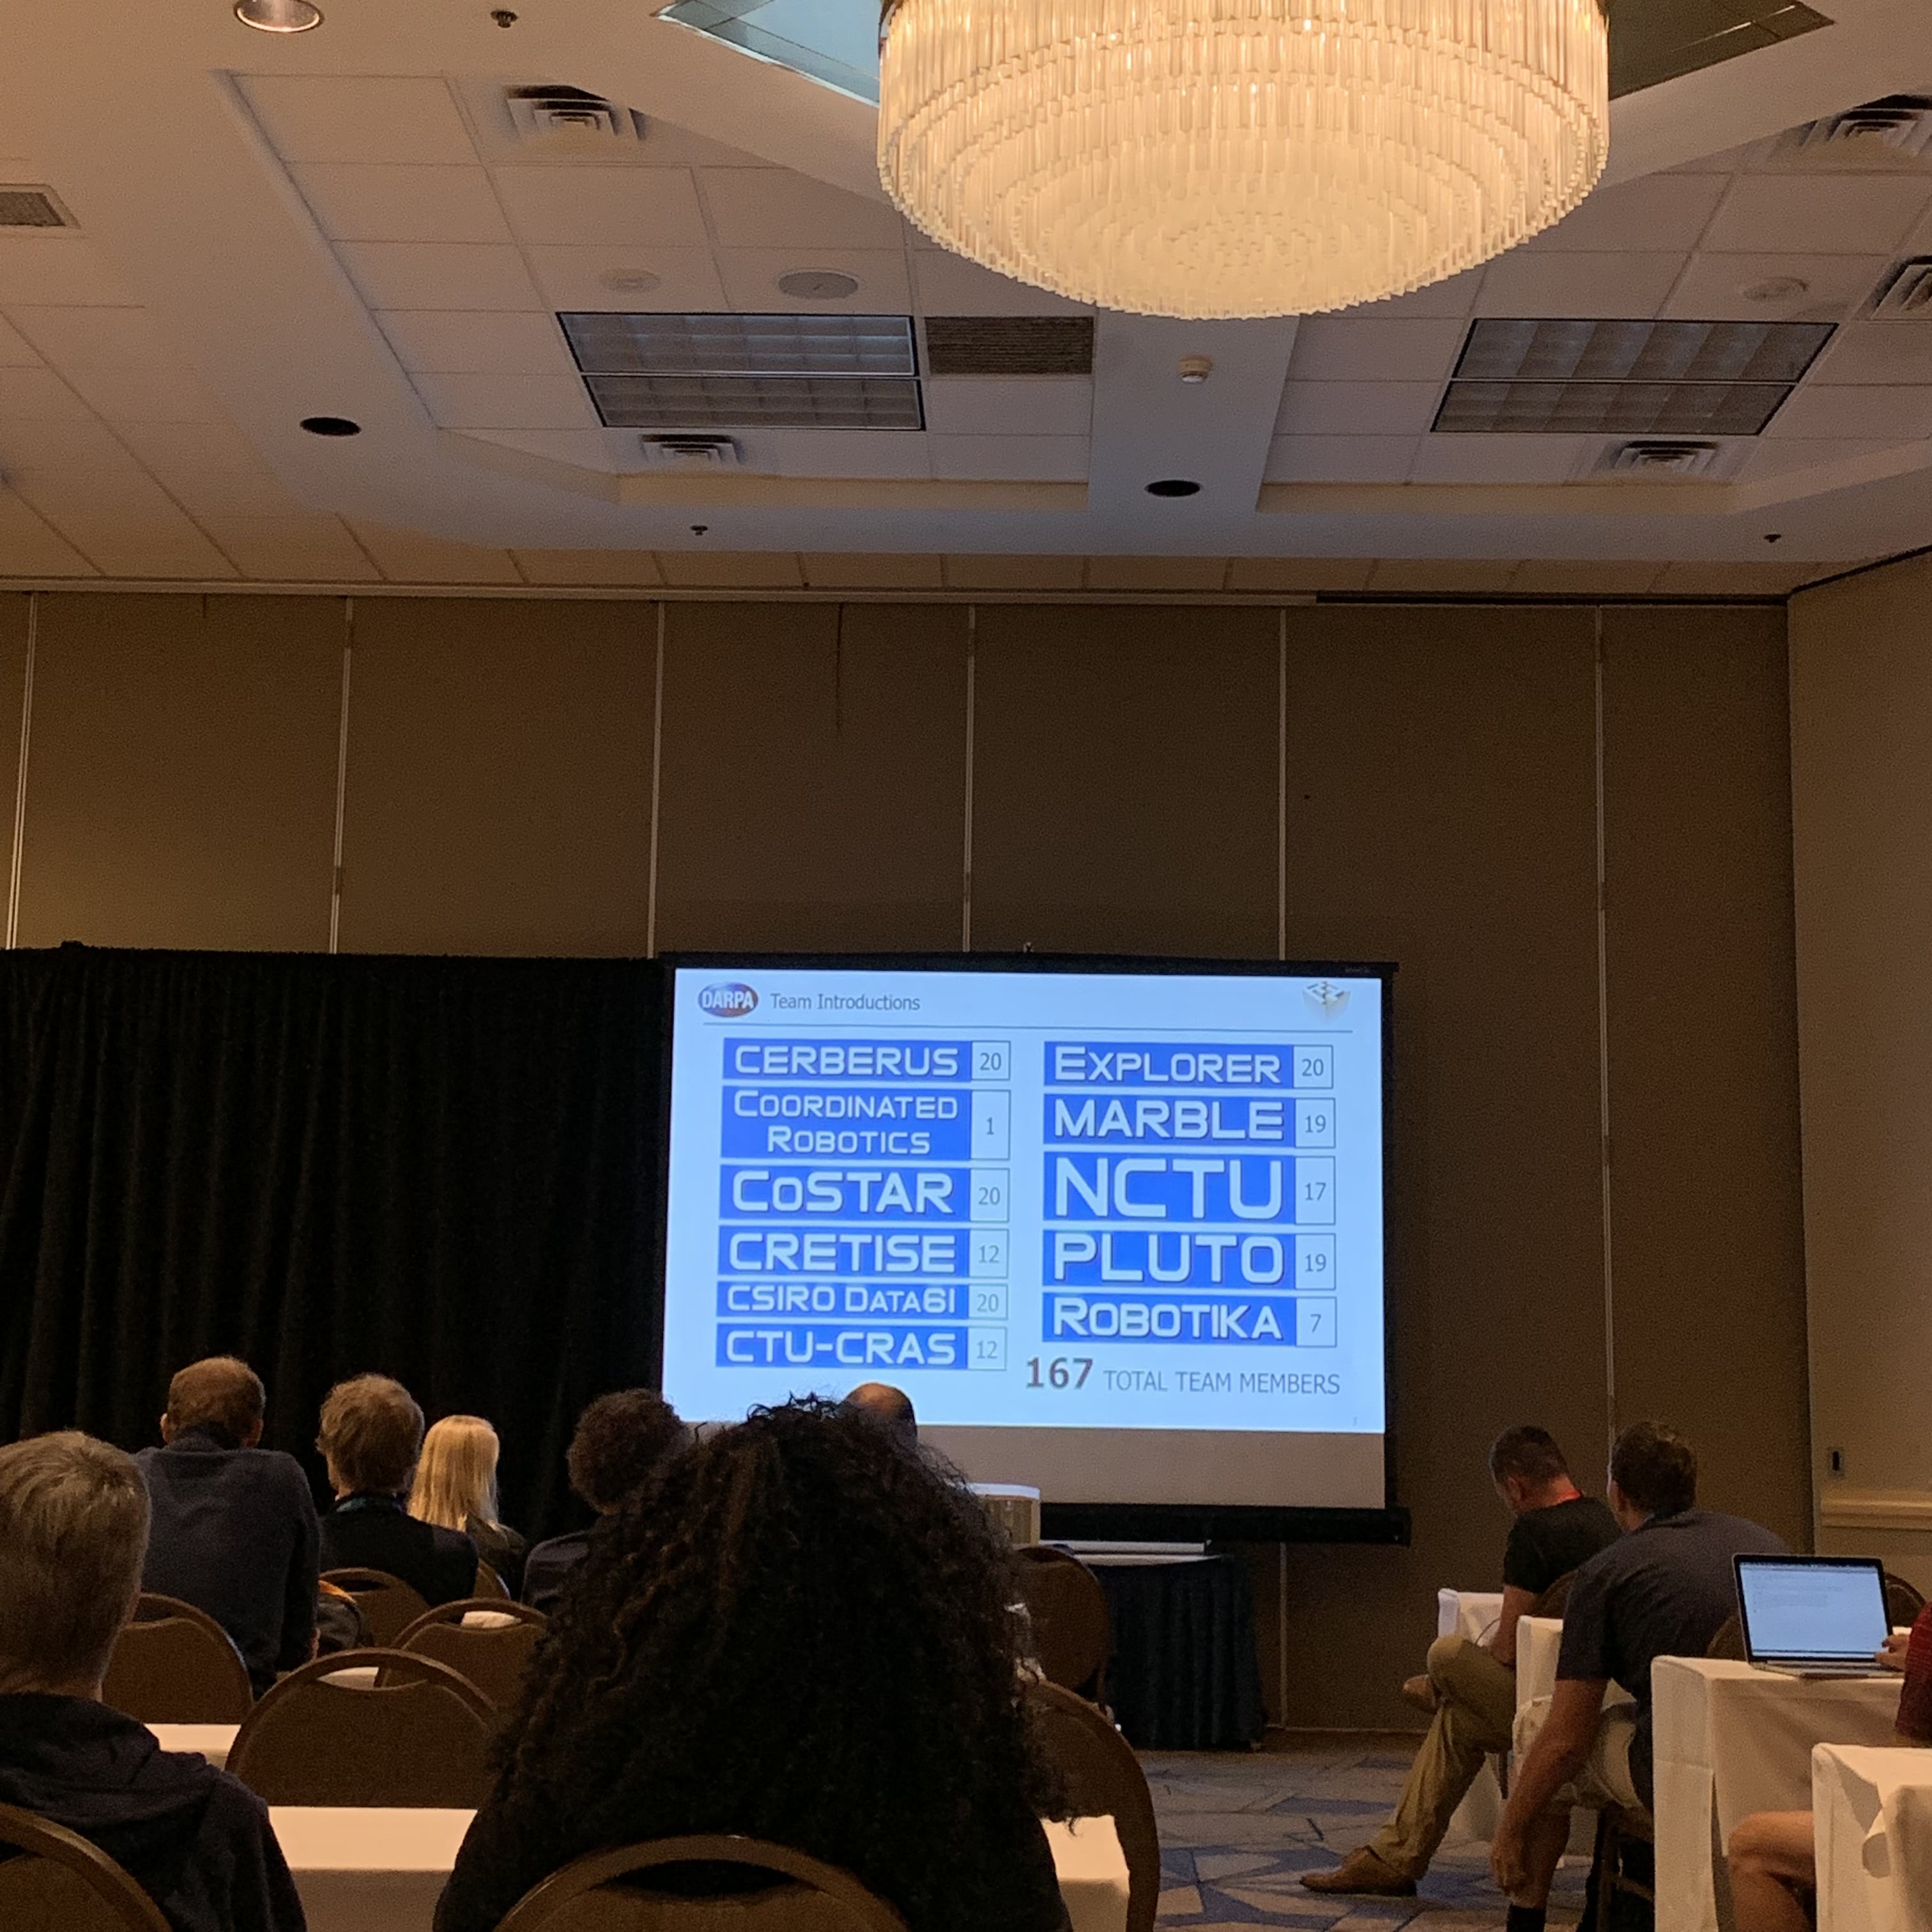 DARPA Team Introductions
CERBERUS 20
COORDINATED
ROBOTICS 1
CoSTAR 20
CRETISE 12
CSIRO DATA61 20
CTU-CRAS 12
EXPLORER 20
MARBLE 19
NCTU 17
PLUTO 19
ROBOTIKA 7
167 TOTAL TEAM MEMBERS